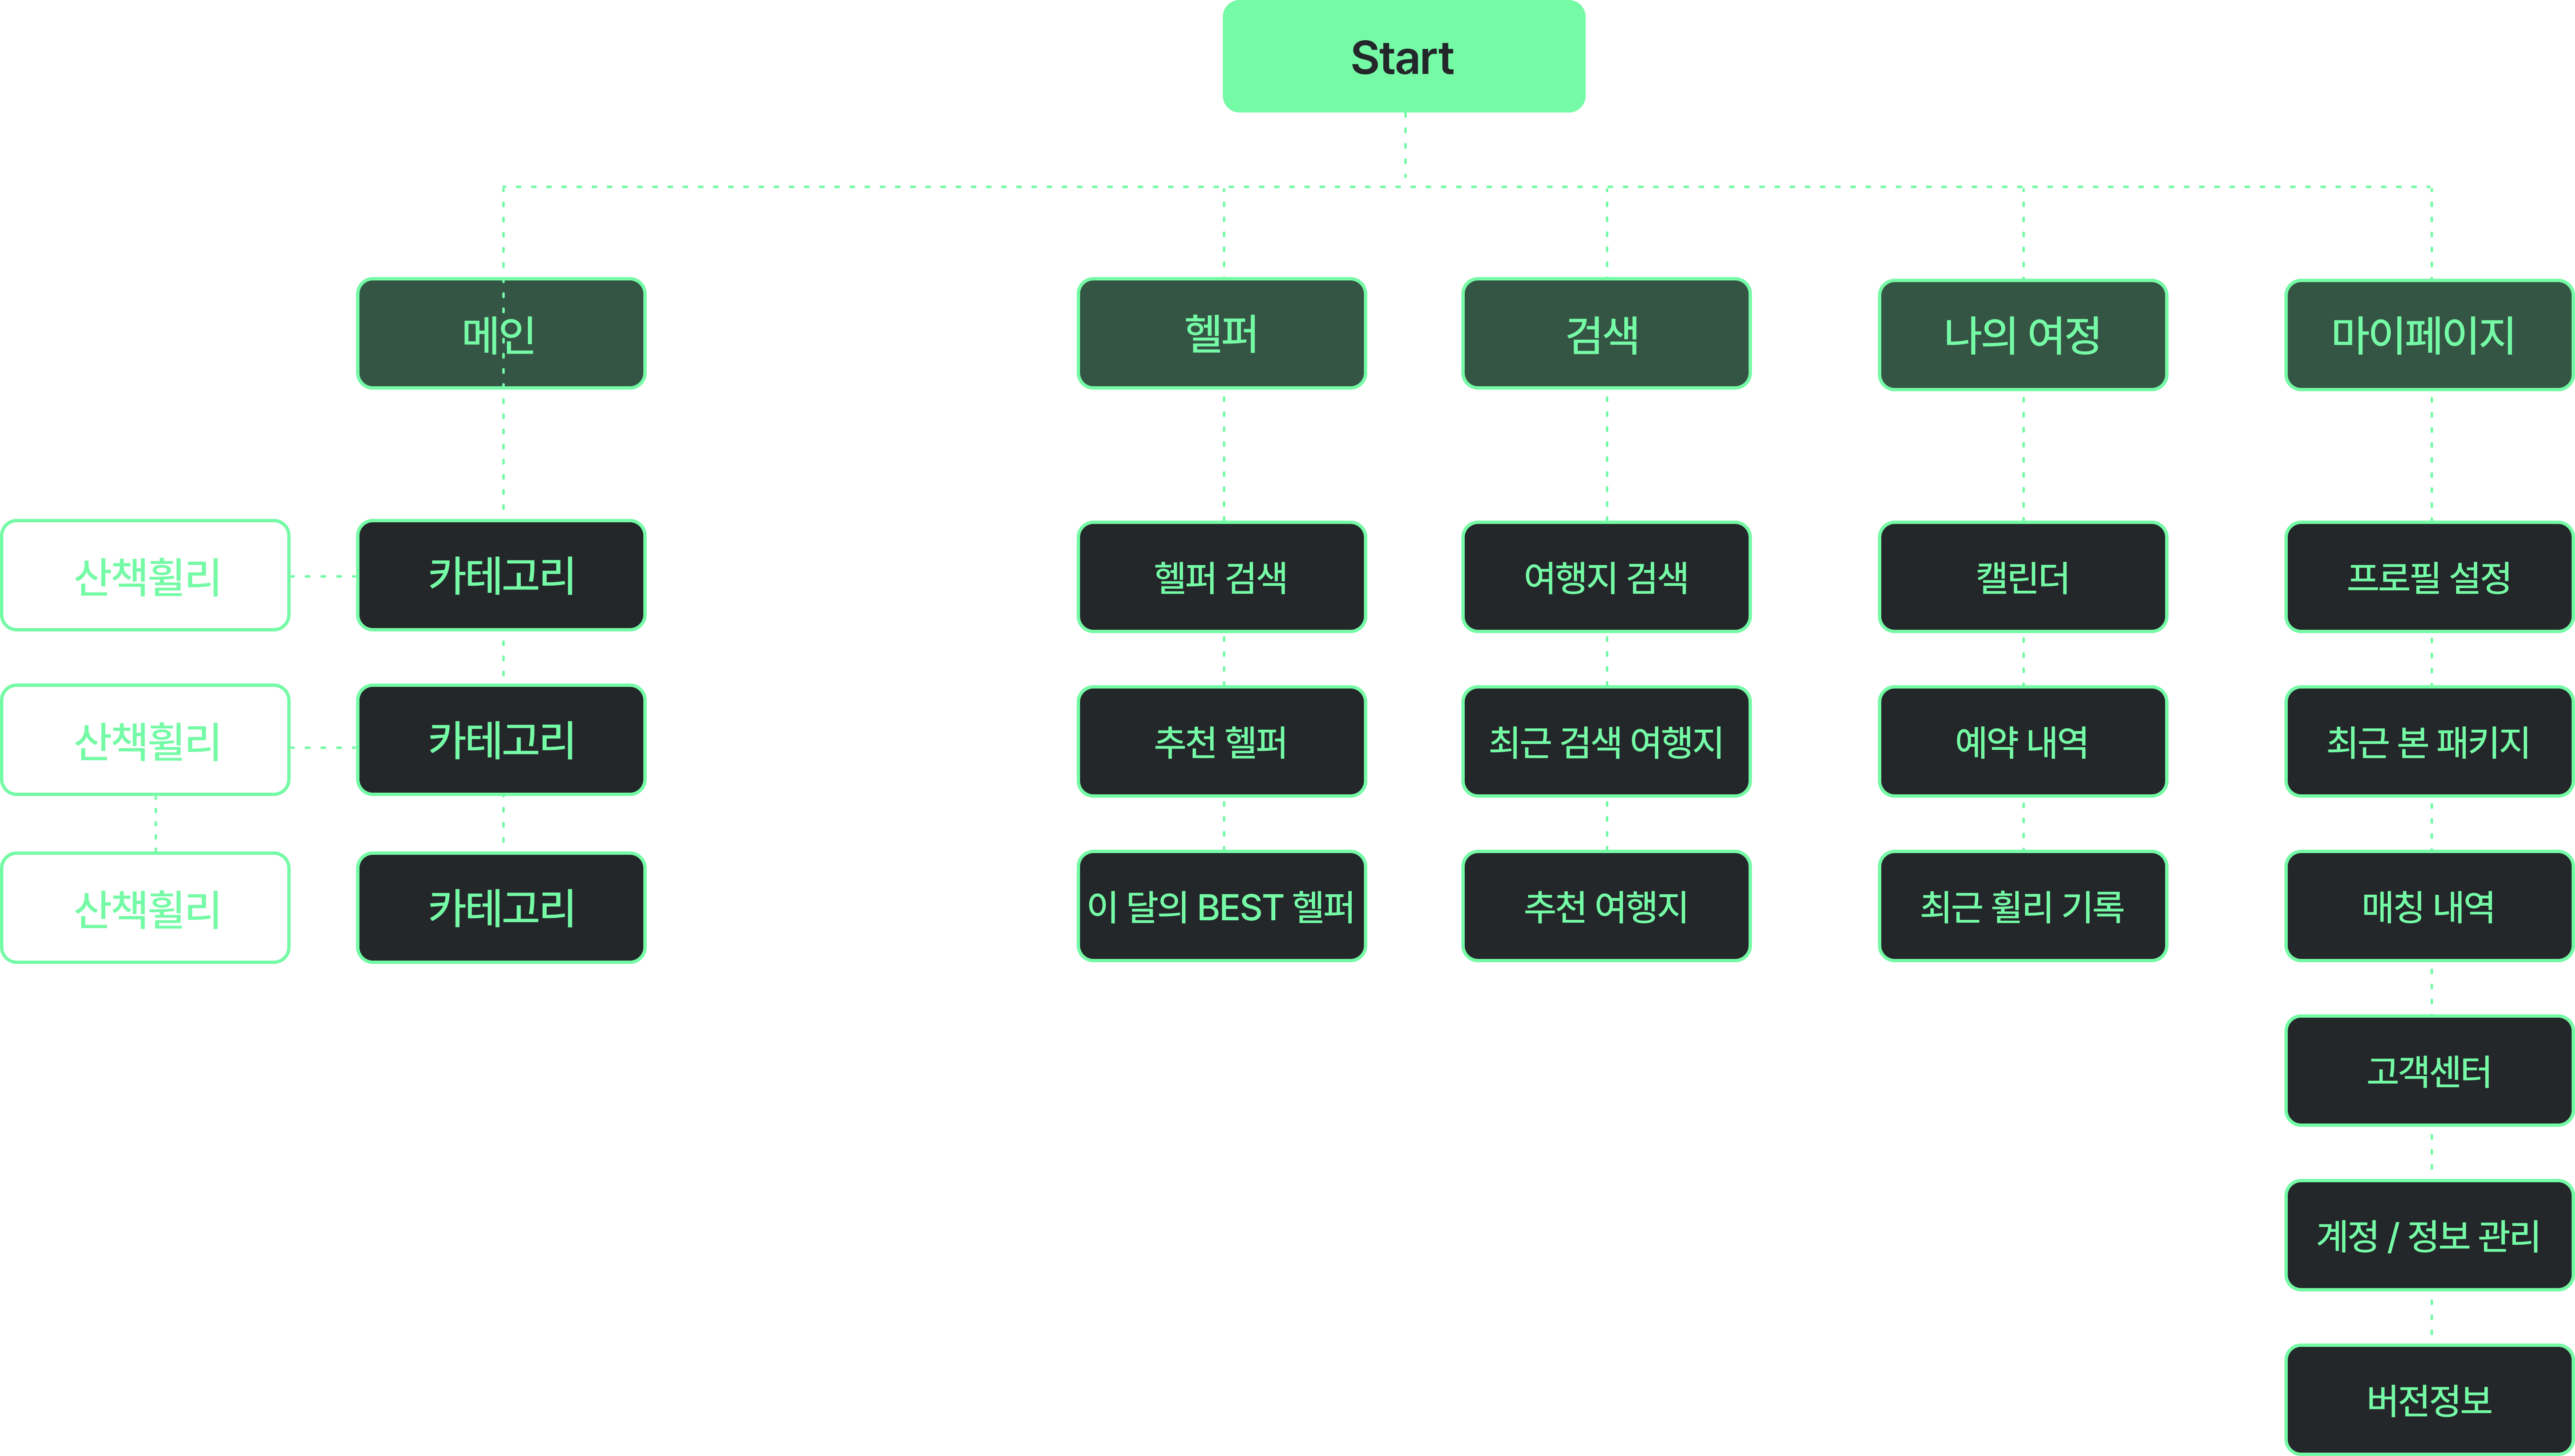 Start
메인
헬퍼
검색
나의 여정
마이페이지
산책휠리
카테고리
헬퍼 검색
여행지 검색
캘린더
프로필 설정
산책휠리
카테고리
추천 헬퍼
최근 검색 여행지
예약 내역
최근 본 패키지
산책휠리
카테고리
이 달의 BEST 헬퍼
추천 여행지
최근 휠리 기록
매칭 내역
고객센터
계정 / 정보 관리
버전정보